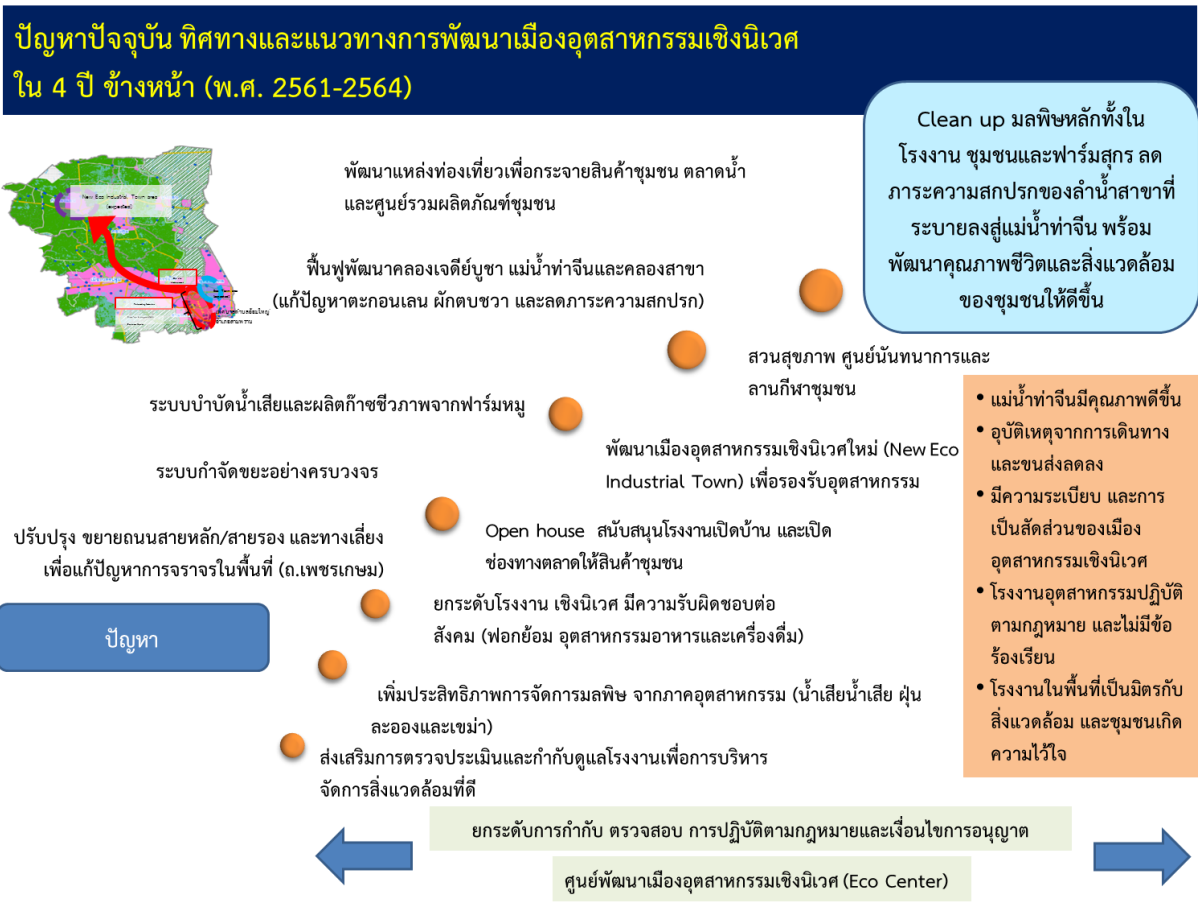 ปัญหาปัจจุบัน ทิศทางและแนวทางการพัฒนาเมืองอุตสาหกรรมเชิงนิเวศ
ใน 4 ปี ข้างหน้า (พ.ศ. 2561-2564)
Clean up มลพิษหลักทั้งใน
โรงงาน ชุมชนและฟาร์มสุกร ลด
ภาระความสกปรกของลำน้ำสาขาที่
ระบายลงสู่แม่น้ำท่าจีน พร้อม
พัฒนาคุณภาพชีวิตและสิ่งแวดล้อม
ของชุมชนให้ดีขึ้น
New Eco Industrial Town area
(expected)
พัฒนาแหล่งท่องเที่ยวเพื่อกระจายสินค้าชุมชน ตลาดน้ำ
และศูนย์รวมผลิตภัณฑ์ชุมชน
ฟื้นฟูพัฒนาคลองเจดีย์บูชา แม่น้ำท่าจีนและคลองสาขา
(แก้ปัญหาตะกอนเลน ผักตบชวา และลดภาระความสกปรก)
สวนสุขภาพ ศูนย์นันทนาการและ
ลานกีฬาชุมชน
ระบบบำบัดน้ำเสียและผลิตก๊าซชีวภาพจากฟาร์มหมู
พัฒนาเมืองอุตสาหกรรมเชิงนิเวศใหม่ (New Eco
Industrial Town) เพื่อรองรับอุตสาหกรรม
ระบบกำจัดขยะอย่างครบวงจร
Open house สนับสนุนโรงงานเปิดบ้าน และเปิด
ช่องทางตลาดให้สินค้าชุมชน
ปรับปรุง ขยายถนนสายหลัก/สายรอง และทางเลี่ยง
เพื่อแก้ปัญหาการจราจรในพื้นที่ (ถ.เพชรเกษม)
ยกระดับโรงงาน เชิงนิเวศ มีความรับผิดชอบต่อ
สังคม (ฟอกย้อม อุตสาหกรรมอาหารและเครื่องดื่ม)
ปัญหา
เพิ่มประสิทธิภาพการจัดการมลพิษ จากภาคอุตสาหกรรม (น้ำเสียน้ำเสีย ฝุ่น
ละอองและเขม่า)
ส่งเสริมการตรวจประเมินและกำกับดูแลโรงงานเพื่อการบริหาร
จัดการสิ่งแวดล้อมที่ดี
• แม่น้ำท่าจีนมีคุณภาพดีขึ้น
• อุบัติเหตุจากการเดินทาง
และขนส่งลดลง
• มีความระเบียบ และการ
เป็นสัดส่วนของเมือง
อุตสาหกรรมเชิงนิเวศ
• โรงงานอุตสาหกรรมปฏิบัติ
ตามกฎหมาย และไม่มีข้อ
ร้องเรียน
• โรงงานในพื้นที่เป็นมิตรกับ
สิ่งแวดล้อม และชุมชนเกิด
ความไว้ใจ
ยกระดับการกำกับ ตรวจสอบ การปฏิบัติตามกฎหมายและเงื่อนไขการอนุญาต
ศูนย์พัฒนาเมืองอุตสาหกรรมเชิงนิเวศ (Eco Center)